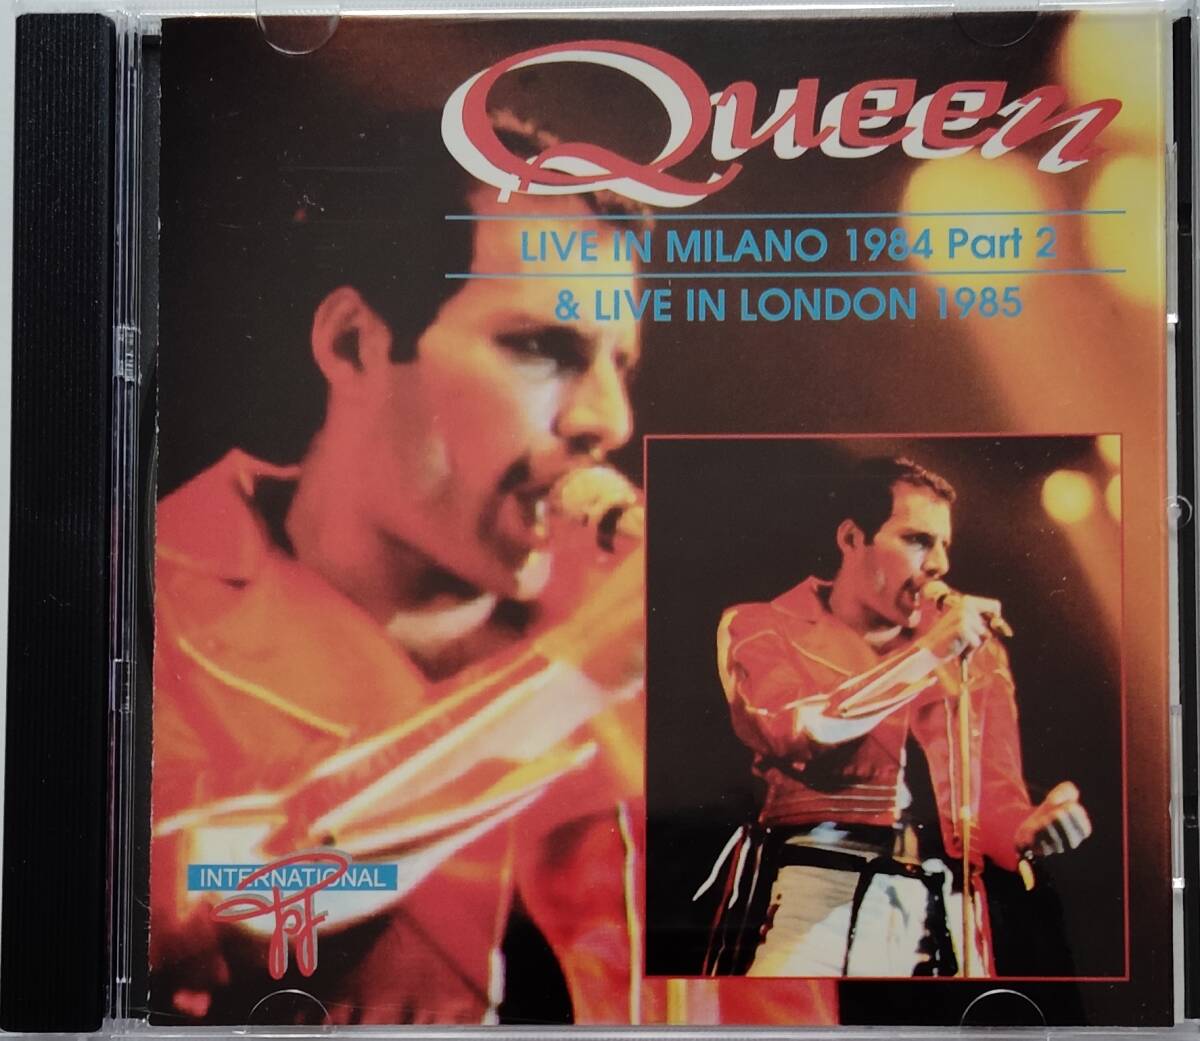 Queen
LIVE IN MILANO 1984 Part 2
& LIVE IN LONDON 1985
INTERNATIONAL